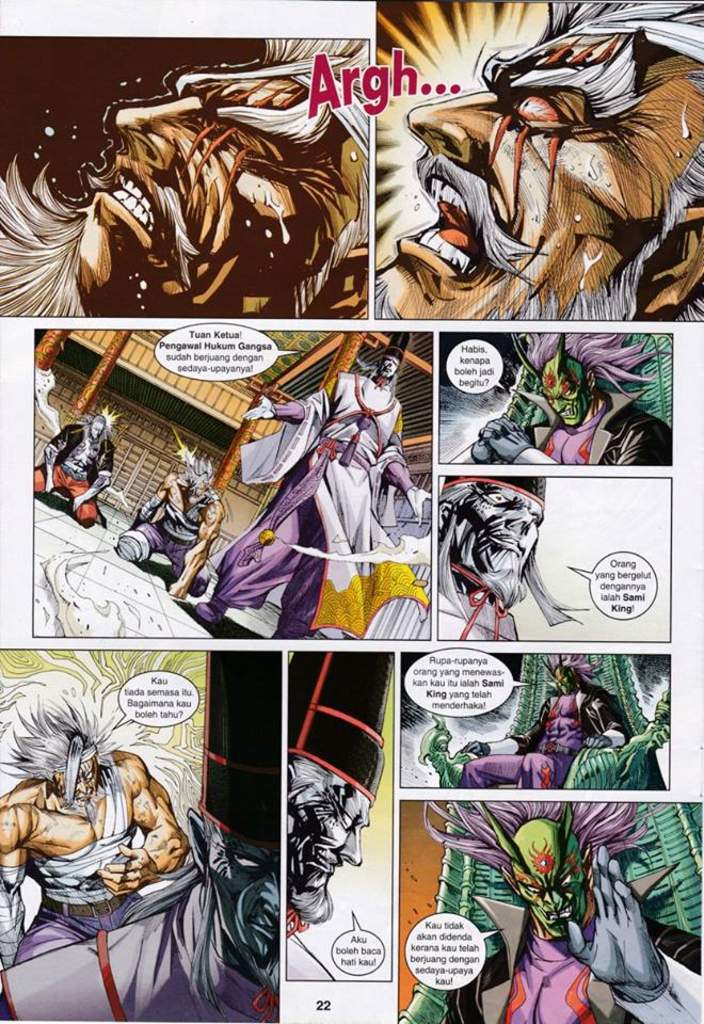 Argh...
Tuan Ketua!
Pengawal Hukum Gangsa
sudah berjuang dengan
sedaya-upayanya!
Habis,
kenapa
boleh jadi
begitu?
Orang
yang bergelut
dengannya
ialah Sami
King!
Kau
tiada semasa itu.
Bagaimana kau
boleh tahu?
Aku
boleh baca
hati kau!
Rupa-rupanya
orang yang menewas-
kan kau itu ialah Sami
King yang telah
menderhaka!
Kau tidak
akan didenda
kerana kau telah
berjuang dengan
sedaya-upaya
kau!
22